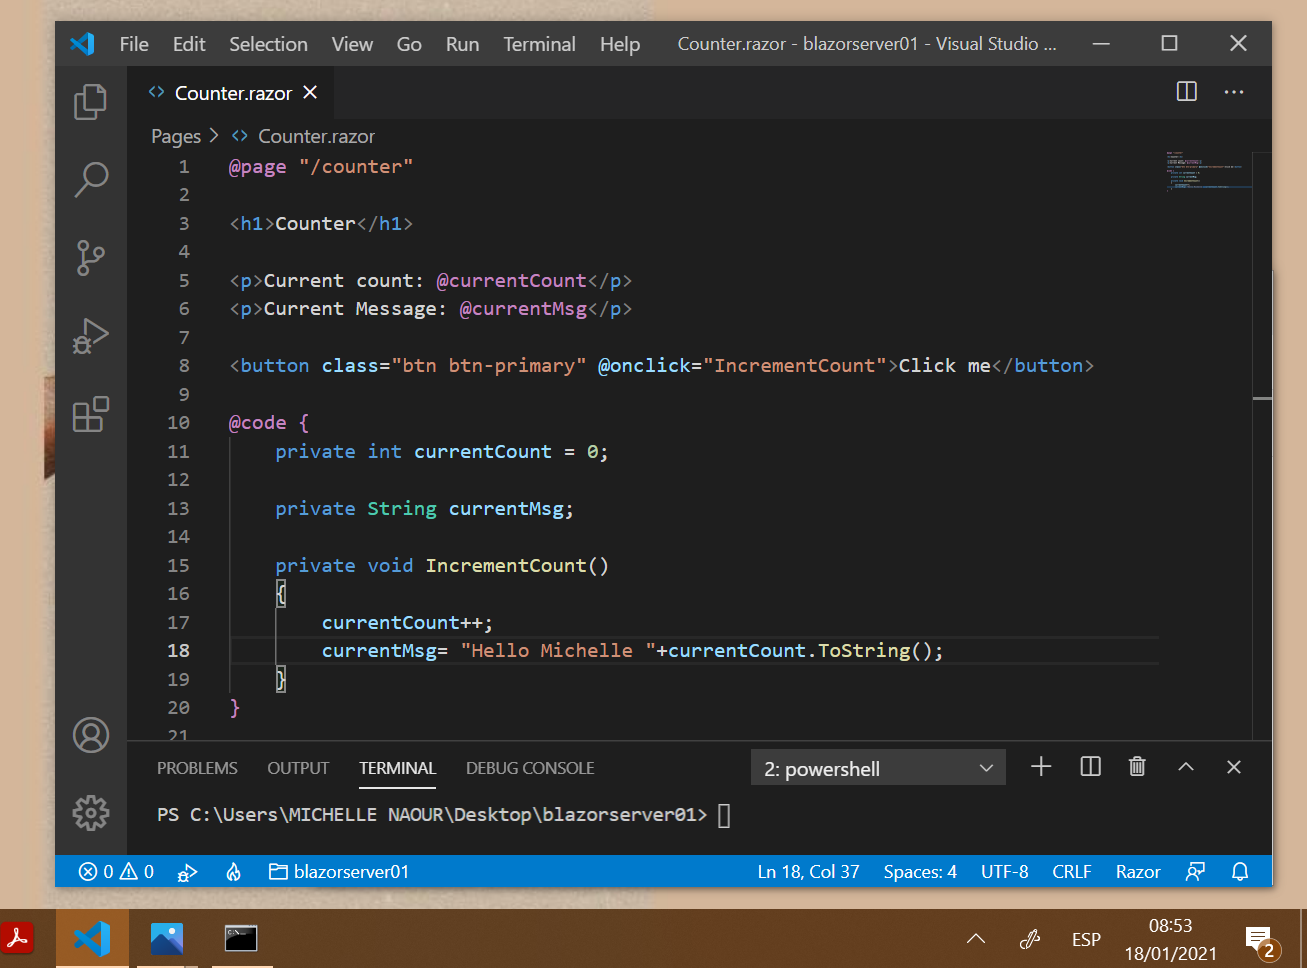 File Edit Selection View Go Run Terminal Help Counter.razor - blazorserver01 - Visual Studio ...
Counter.razor
Pages > Counter.razor
1 @page "/counter"
2
3 <h1>Counter</h1>
4
5 <p>Current count: @currentCount</p>
6 <p>Current Message: @currentMsg</p>
7
8 <button class="btn btn-primary" @onclick="IncrementCount">Click me</button>
9
10 @code {
11 private int currentCount = 0;
12
13 private String currentMsg;
14
15 private void IncrementCount()
16 {
17 currentCount++;
18 currentMsg= "Hello Michelle "+currentCount.ToString();
19 }
20 }
21
PROBLEMS OUTPUT TERMINAL DEBUG CONSOLE 2: powershell
PS C:\Users\MICHELLE NAOUR\Desktop\blazorserver01>
0 0 blazorserver01 Ln 18, Col 37 Spaces: 4 UTF-8 CRLF Razor
ESP 08:53
18/01/2021 2